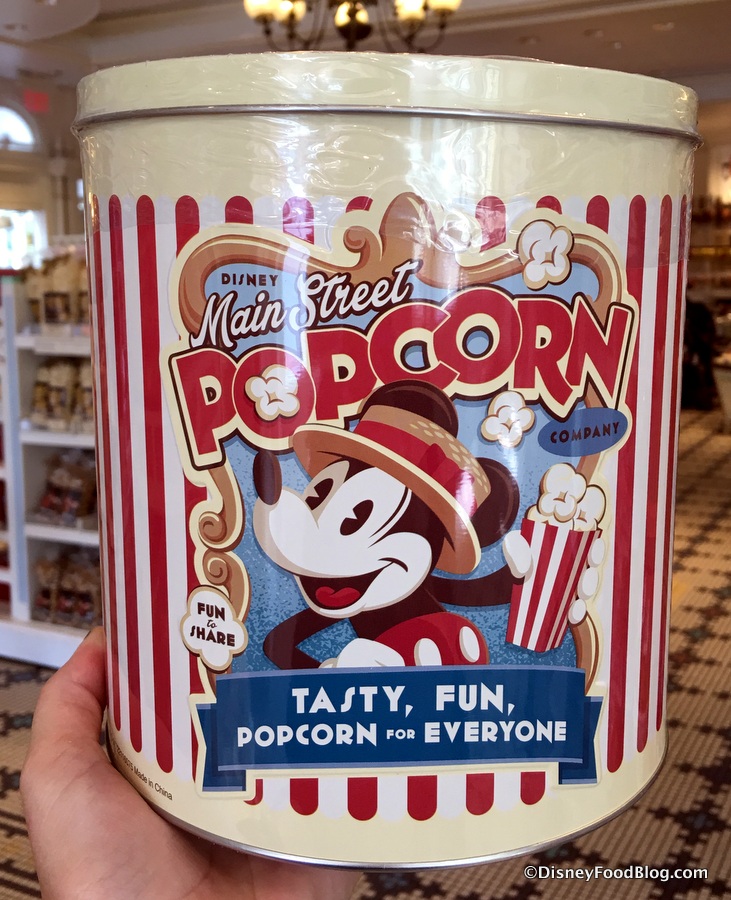 DISNEY
Main Street
POPCORN
COMPANY
FUN
to
SHARE
TASTY, FUN,
POPCORN FOR EVERYONE
Made in China
©DisneyFoodBlog.com